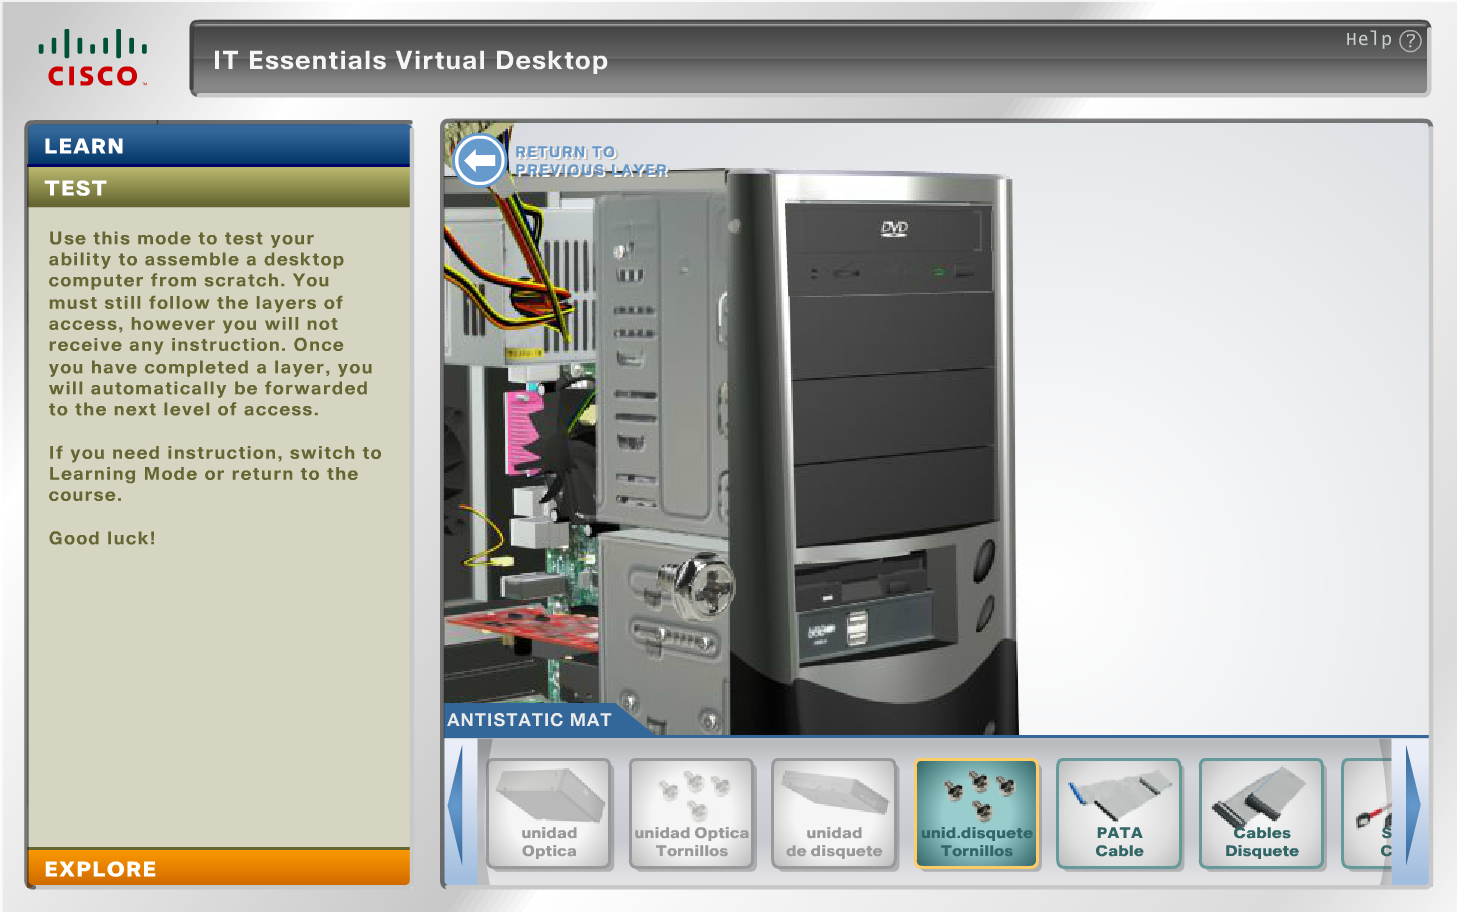 CISCO
IT Essentials Virtual Desktop
Help ?
LEARN
TEST
Use this mode to test your
ability to assemble a desktop
computer from scratch. You
must still follow the layers of
access, however you will not
receive any instruction. Once
you have completed a layer, you
will automatically be forwarded
to the next level of access.
If you need instruction, switch to
Learning Mode or return to the
course.
Good luck!
EXPLORE
RETURN TO
PREVIOUS LAYER
DVD
ANTISTATIC MAT
unidad
Optica
unidad Optica
Tornillos
unidad
de disquete
unid.disquete
Tornillos
PATA
Cable
Cables
Disquete
S
C